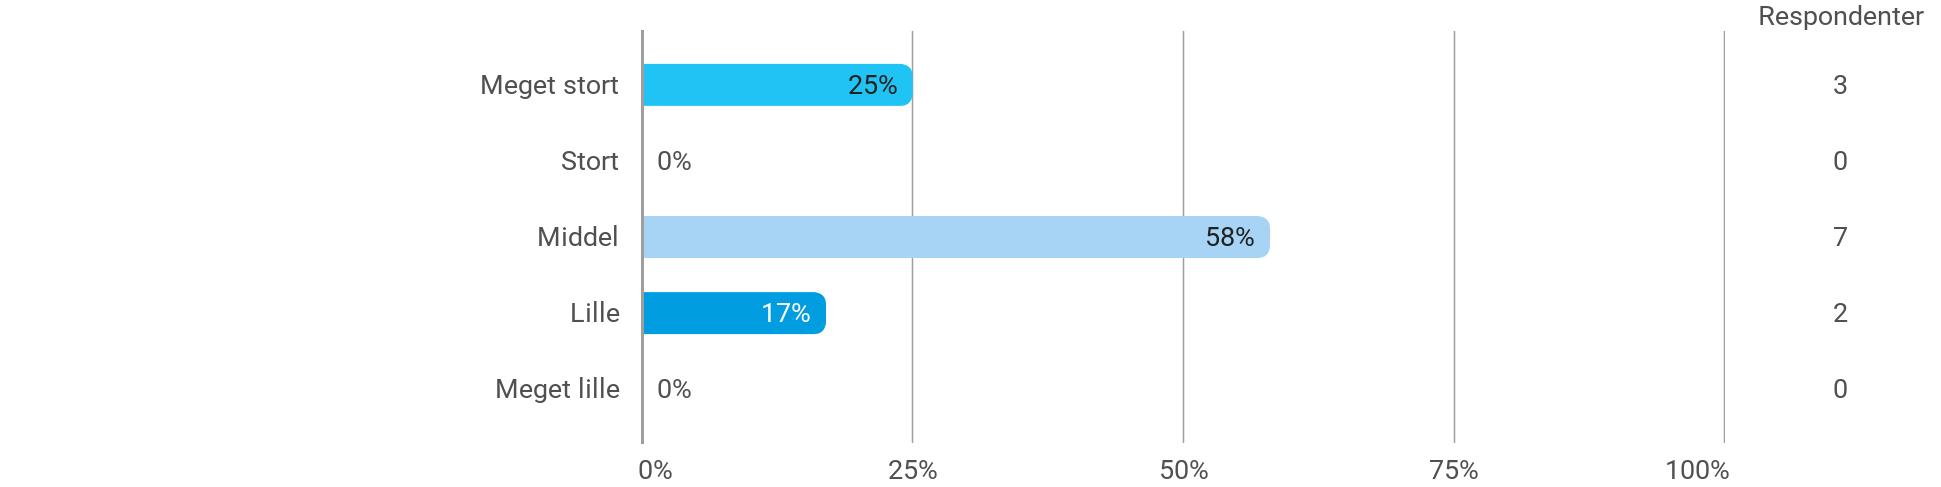 Respondenter
Meget stort 25% 3
Stort 0% 0
Middel 58% 7
Lille 17% 2
Meget lille 0% 0
0% 25% 50% 75% 100%